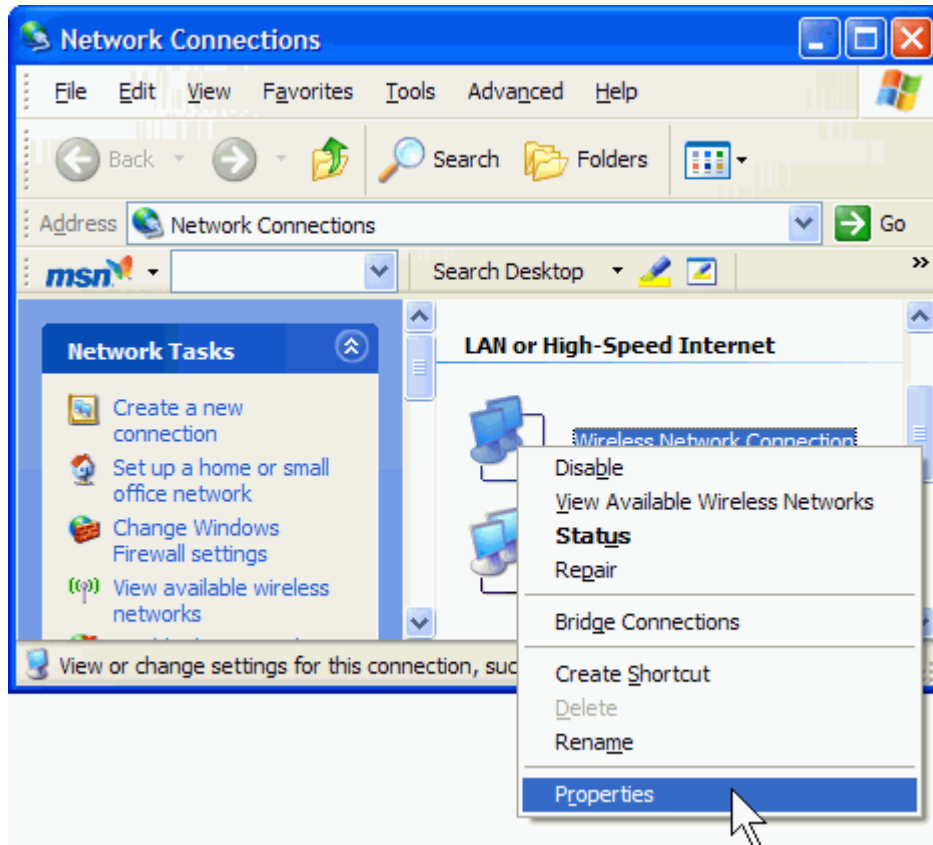 Network Connections
File Edit View Favorites Tools Advanced Help
Back Search Folders
Address Network Connections Go
msn Search Desktop »
Network Tasks
Create a new
connection
Set up a home or small
office network
Change Windows
Firewall settings
View available wireless
networks
LAN or High-Speed Internet
Wireless Network Connection
Disable
View Available Wireless Networks
Status
Repair
Bridge Connections
Create Shortcut
Delete
Rename
Properties
View or change settings for this connection, suc